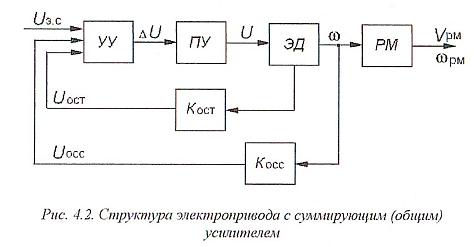 Uз.с
УУ
ΔU
ПУ
U
ЭД
ω
РМ
Vрм
ωрм
Uост
Кост
Uосс
Косс
Рис. 4.2. Структура электропривода с суммирующим (общим)
усилителем